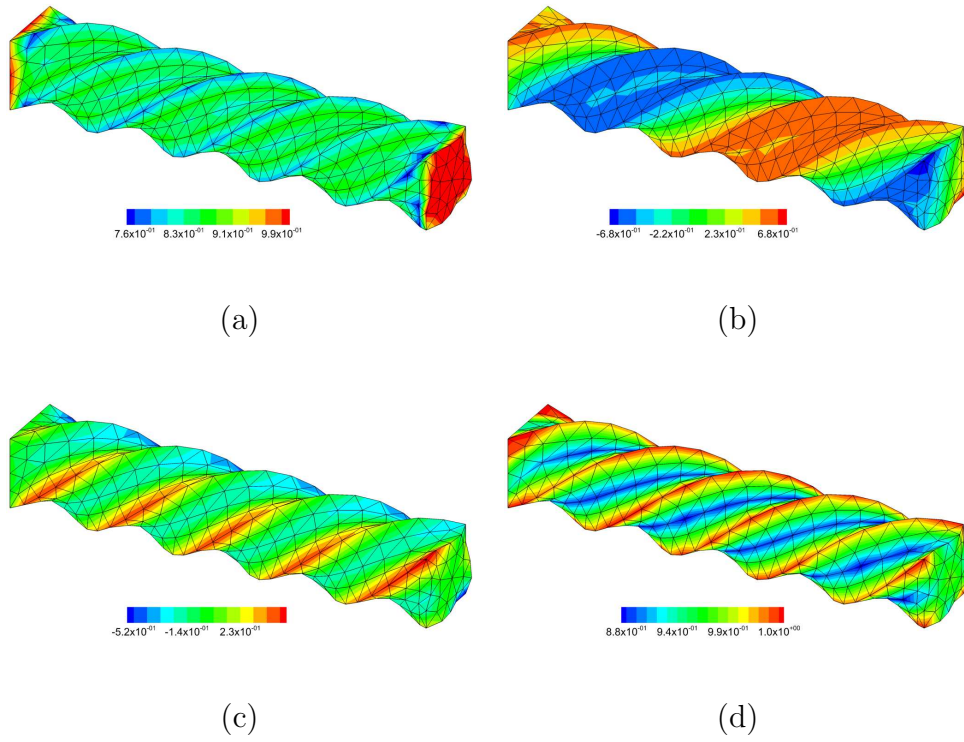 7.6x10⁻⁰¹ 8.3x10⁻⁰¹ 9.1x10⁻⁰¹ 9.9x10⁻⁰¹
-6.8x10⁻⁰¹ -2.2x10⁻⁰¹ 2.3x10⁻⁰¹ 6.8x10⁻⁰¹
(a)
(b)
-5.2x10⁻⁰¹ -1.4x10⁻⁰¹ 2.3x10⁻⁰¹
8.8x10⁻⁰¹ 9.4x10⁻⁰¹ 9.9x10⁻⁰¹ 1.0x10⁺⁰⁰
(c)
(d)